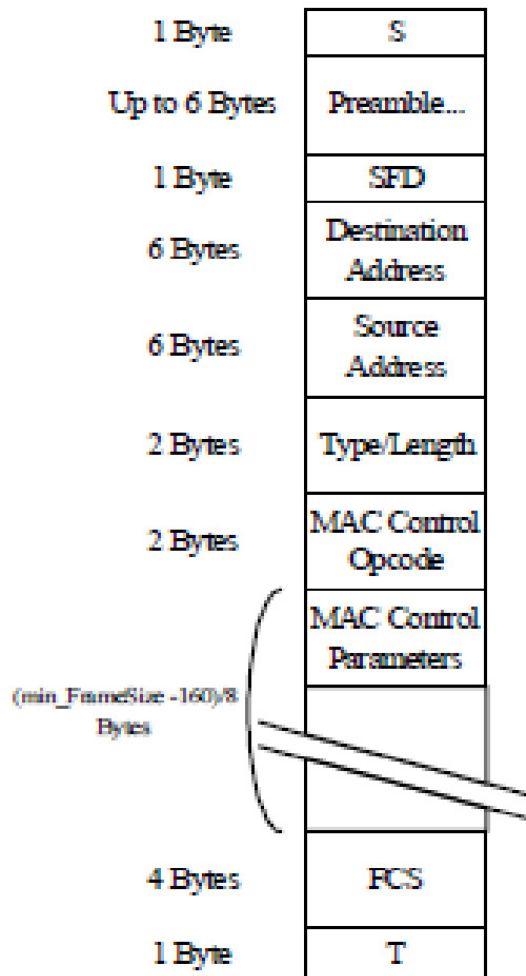 1 Byte
S
Up to 6 Bytes
Preamble...
1 Byte
SFD
6 Bytes
Destination
Address
6 Bytes
Source
Address
2 Bytes
Type/Length
2 Bytes
MAC Control
Opcode
MAC Control
Parameters
(min_FrameSize -160)/8
Bytes
4 Bytes
FCS
1 Byte
T